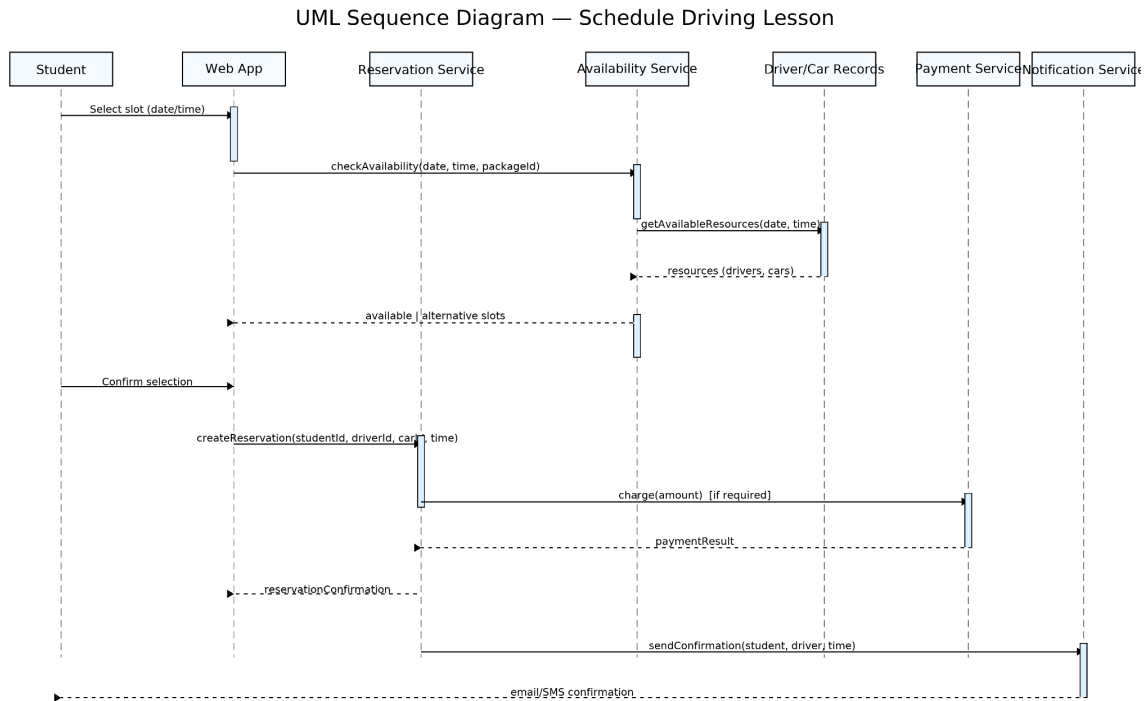 UML Sequence Diagram — Schedule Driving Lesson
Student
Web App
Reservation Service
Availability Service
Driver/Car Records
Payment Service
Notification Service
Select slot (date/time)
checkAvailability(date, time, packageId)
getAvailableResources(date, time)
resources (drivers, cars)
available | alternative slots
Confirm selection
createReservation(studentId, driverId, time)
charge(amount) [if required]
paymentResult
reservationConfirmation
sendConfirmation(student, driver, time)
email/SMS confirmation